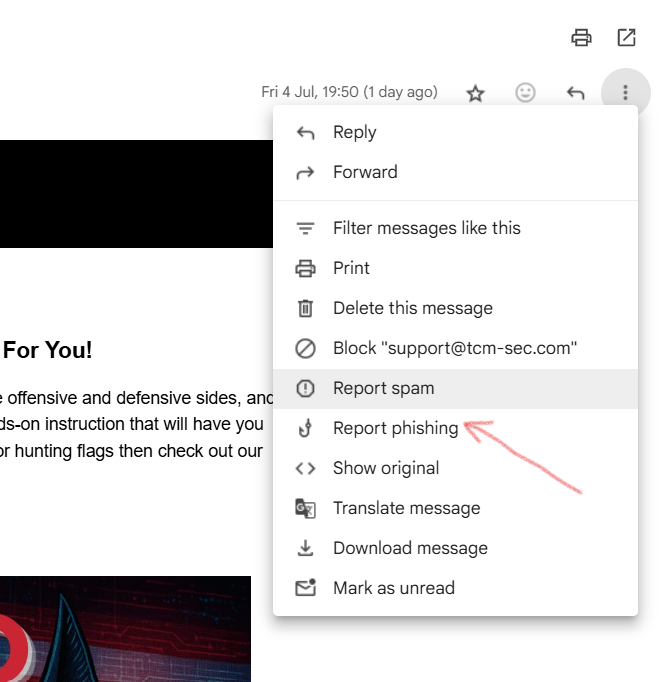 Fri 4 Jul, 19:50 (1 day ago)
Reply
Forward
Filter messages like this
Print
Delete this message
Block "support@tcm-sec.com"
Report spam
Report phishing
Show original
Translate message
Download message
Mark as unread
For You!
offensive and defensive sides, and
on instruction that will have you
or hunting flags then check out our